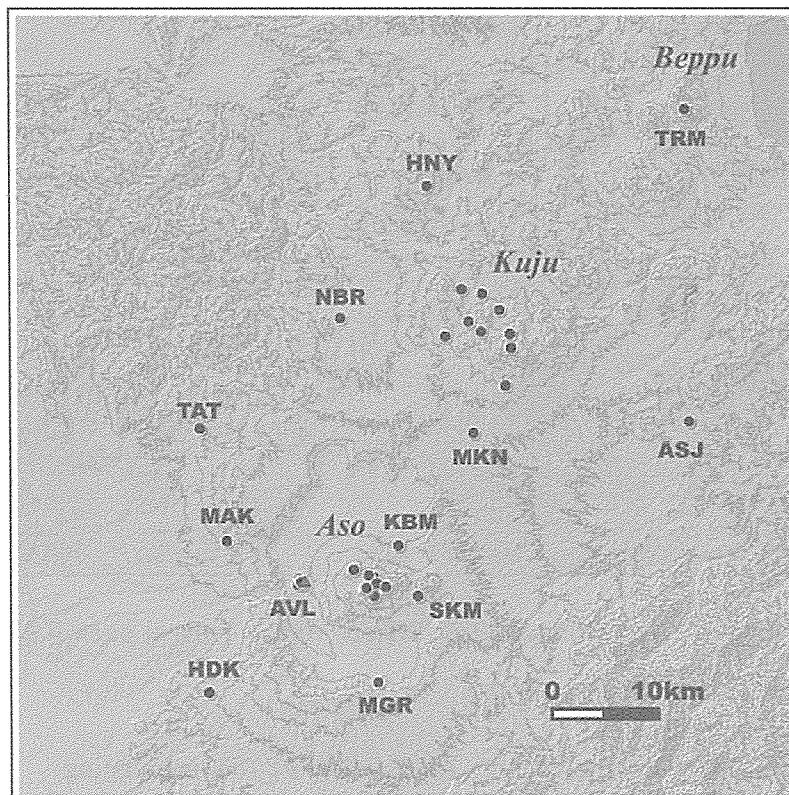 Beppu
TRM
HNY
Kuju
NBR
TAT
MKN
ASJ
MAK
Aso
KBM
AVL
SKM
HDK
MGR
0 10km